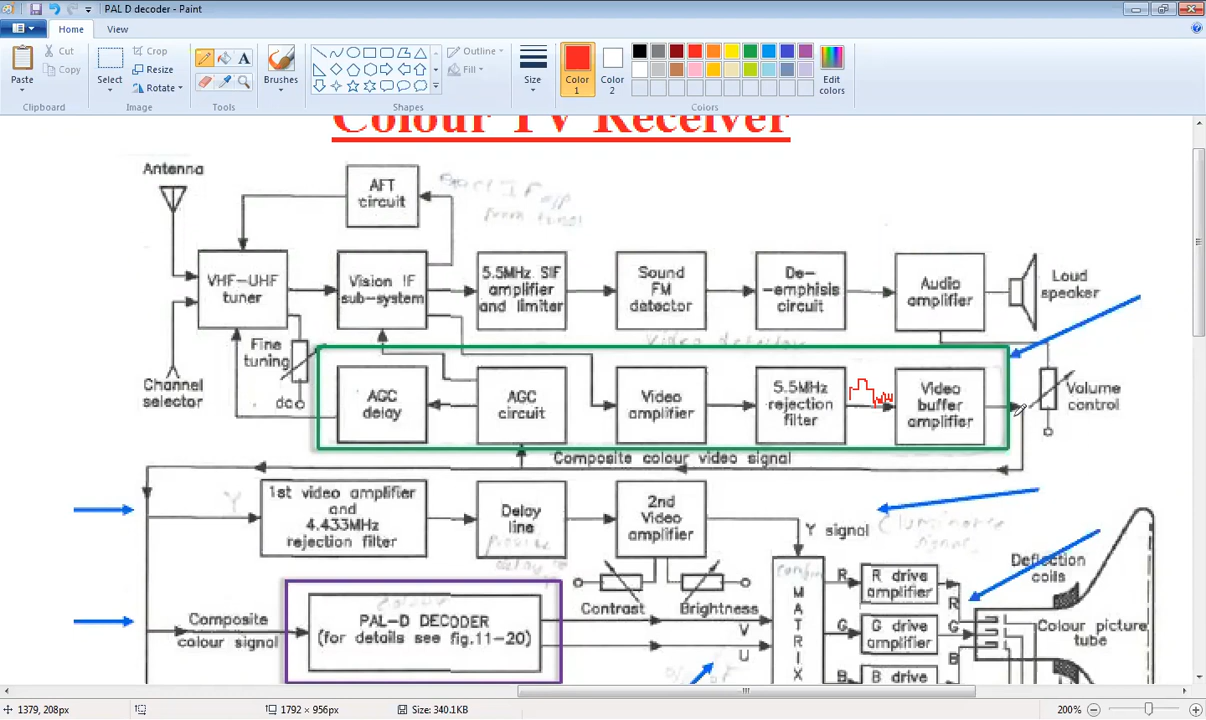 PAL D decoder - Paint
Home
View
Paste
Cut
Copy
Clipboard
Select
Crop
Resize
Rotate
Image
A
Tools
Brushes
Outline
Fill
Shapes
Size
Color
1
Color
2
Edit
colors
Colors
Colour TV Receiver
Antenna
AFT
circuit
VHF-UHF
tuner
Vision IF
sub-system
5.5MHz SIF
amplifier
and limiter
Sound
FM
detector
De-
emphisis
circuit
Audio
amplifier
Loud
speaker
Video detector
Fine
tuning
Channel
selector
dc
AGC
delay
AGC
circuit
Video
amplifier
5.5MHz
rejection
filter
Video
buffer
amplifier
Volume
control
Composite colour video signal
Y
1st video amplifier
and
4.433MHz
rejection filter
Delay
line
2nd
Video
amplifier
Y signal
signal
Contrast
Brightness
Deflection
coils
R
R drive
amplifier
R
M
A
T
R
I
X
Composite
colour signal
Colour
PAL-D DECODER
(for details see fig.11-20)
V
U
G
G drive
amplifier
G
Colour picture
tube
B
B drive
B
1379, 208px
1792 × 956px
Size: 340.1KB
200%